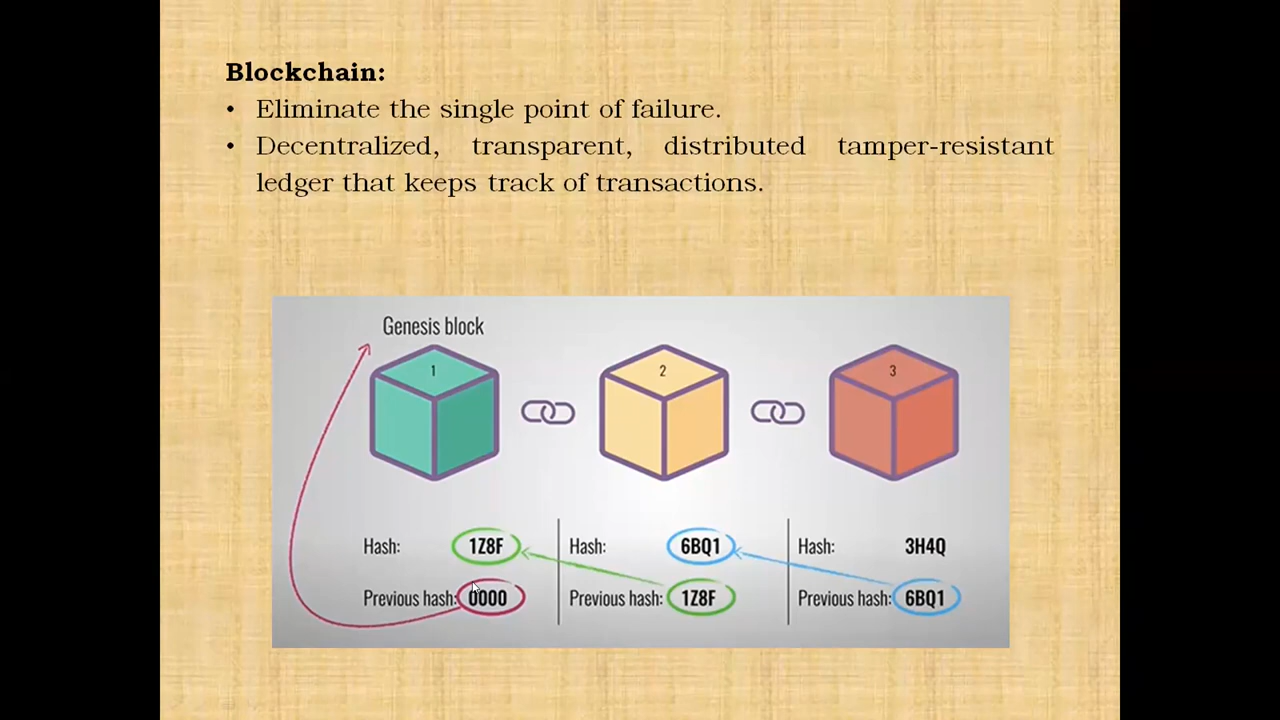 Blockchain:
• Eliminate the single point of failure.
• Decentralized, transparent, distributed tamper-resistant
ledger that keeps track of transactions.
Genesis block
1
2
3
Hash: 1Z8F
Hash: 6BQ1
Hash: 3H4Q
Previous hash: 0000
Previous hash: 1Z8F
Previous hash: 6BQ1